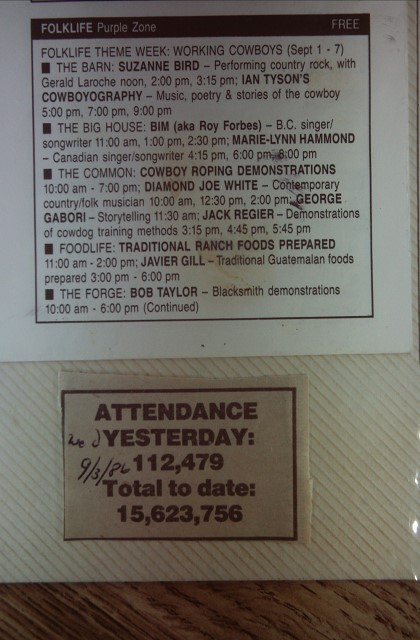 FOLKLIFE Purple Zone FREE
FOLKLIFE THEME WEEK: WORKING COWBOYS (Sept 1 - 7)
■ THE BARN: SUZANNE BIRD – Performing country rock, with
Gerald Laroche noon, 2:00 pm, 3:15 pm; IAN TYSON'S
COWBOYOGRAPHY – Music, poetry & stories of the cowboy
5:00 pm, 7:00 pm, 9:00 pm
■ THE BIG HOUSE: BIM (aka Roy Forbes) – B.C. singer/
songwriter 11:00 am, 1:00 pm, 2:30 pm; MARIE-LYNN HAMMOND
– Canadian singer/songwriter 4:15 pm, 6:00 pm, 8:00 pm
■ THE COMMON: COWBOY ROPING DEMONSTRATIONS
10:00 am - 7:00 pm; DIAMOND JOE WHITE – Contemporary
country/folk musician 10:00 am, 12:30 pm, 2:00 pm; GEORGE
GABORI – Storytelling 11:30 am; JACK REGIER – Demonstrations
of cowdog training methods 3:15 pm, 4:45 pm, 5:45 pm
■ FOODLIFE: TRADITIONAL RANCH FOODS PREPARED
11:00 am - 2:00 pm; JAVIER GILL – Traditional Guatemalan foods
prepared 3:00 pm - 6:00 pm
■ THE FORGE: BOB TAYLOR – Blacksmith demonstrations
10:00 am - 6:00 pm (Continued)
ATTENDANCE
Wed YESTERDAY:
9/3/86 112,479
Total to date:
15,623,756